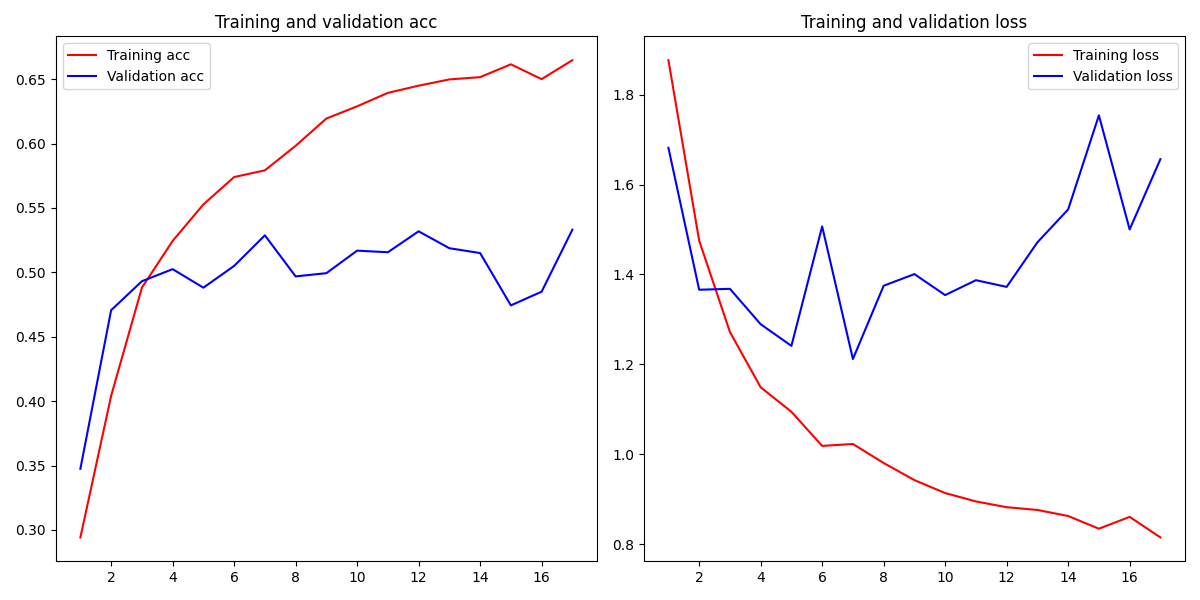 Training and validation acc
Training acc
Validation acc
0.65
0.60
0.55
0.50
0.45
0.40
0.35
0.30
2 4 6 8 10 12 14 16
Training and validation loss
Training loss
Validation loss
1.8
1.6
1.4
1.2
1.0
0.8
2 4 6 8 10 12 14 16